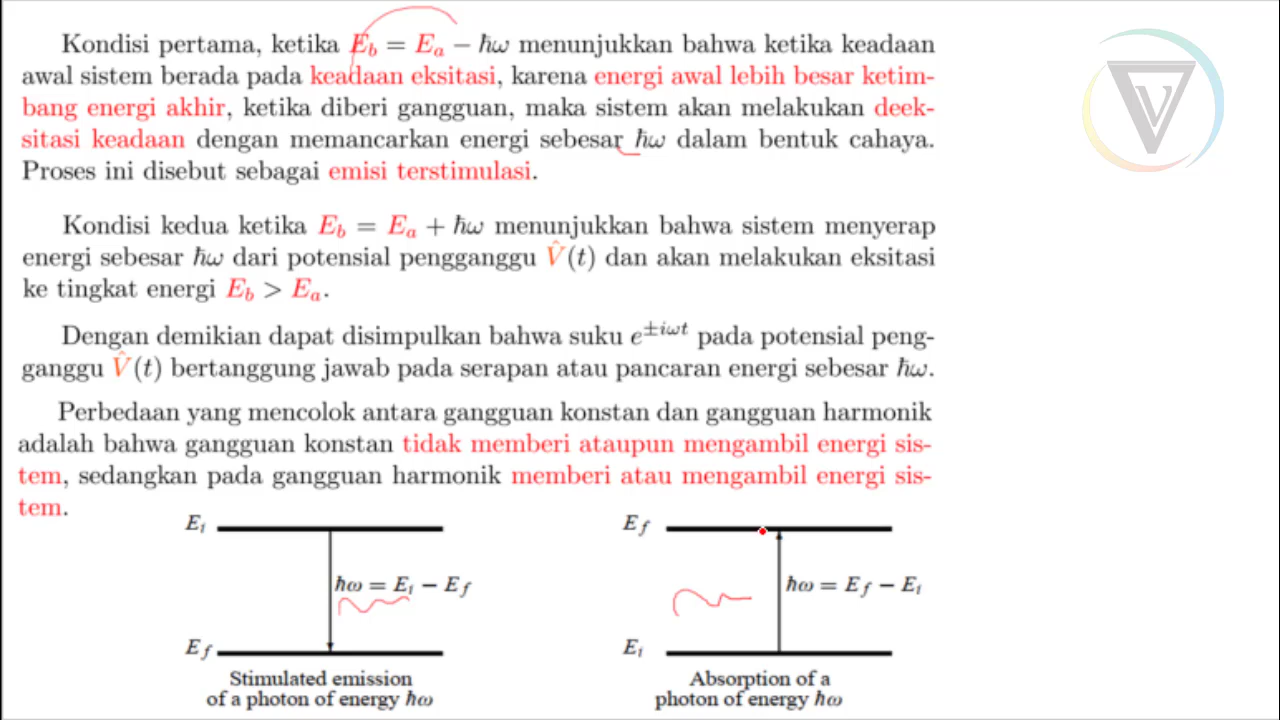 Kondisi pertama, ketika E_b = E_a − ℏω menunjukkan bahwa ketika keadaan
awal sistem berada pada keadaan eksitasi, karena energi awal lebih besar ketim-
bang energi akhir, ketika diberi gangguan, maka sistem akan melakukan deek-
sitasi keadaan dengan memancarkan energi sebesar ℏω dalam bentuk cahaya.
Proses ini disebut sebagai emisi terstimulasi.
Kondisi kedua ketika E_b = E_a + ℏω menunjukkan bahwa sistem menyerap
energi sebesar ℏω dari potensial pengganggu V̂(t) dan akan melakukan eksitasi
ke tingkat energi E_b > E_a.
Dengan demikian dapat disimpulkan bahwa suku e^{±iωt} pada potensial peng-
ganggu V̂(t) bertanggung jawab pada serapan atau pancaran energi sebesar ℏω.
Perbedaan yang mencolok antara gangguan konstan dan gangguan harmonik
adalah bahwa gangguan konstan tidak memberi ataupun mengambil energi sis-
tem, sedangkan pada gangguan harmonik memberi atau mengambil energi sis-
tem.
E_i
ℏω = E_i − E_f
E_f
Stimulated emission
of a photon of energy ℏω
E_f
ℏω = E_f − E_i
E_i
Absorption of a
photon of energy ℏω